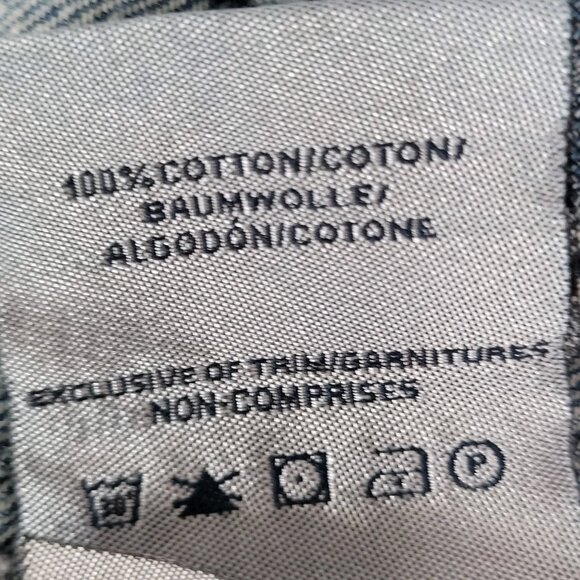 100% COTTON/COTON/
BAUMWOLLE/
ALGODÓN/COTONE
EXCLUSIVE OF TRIM/GARNITURES
NON-COMPRISES
P